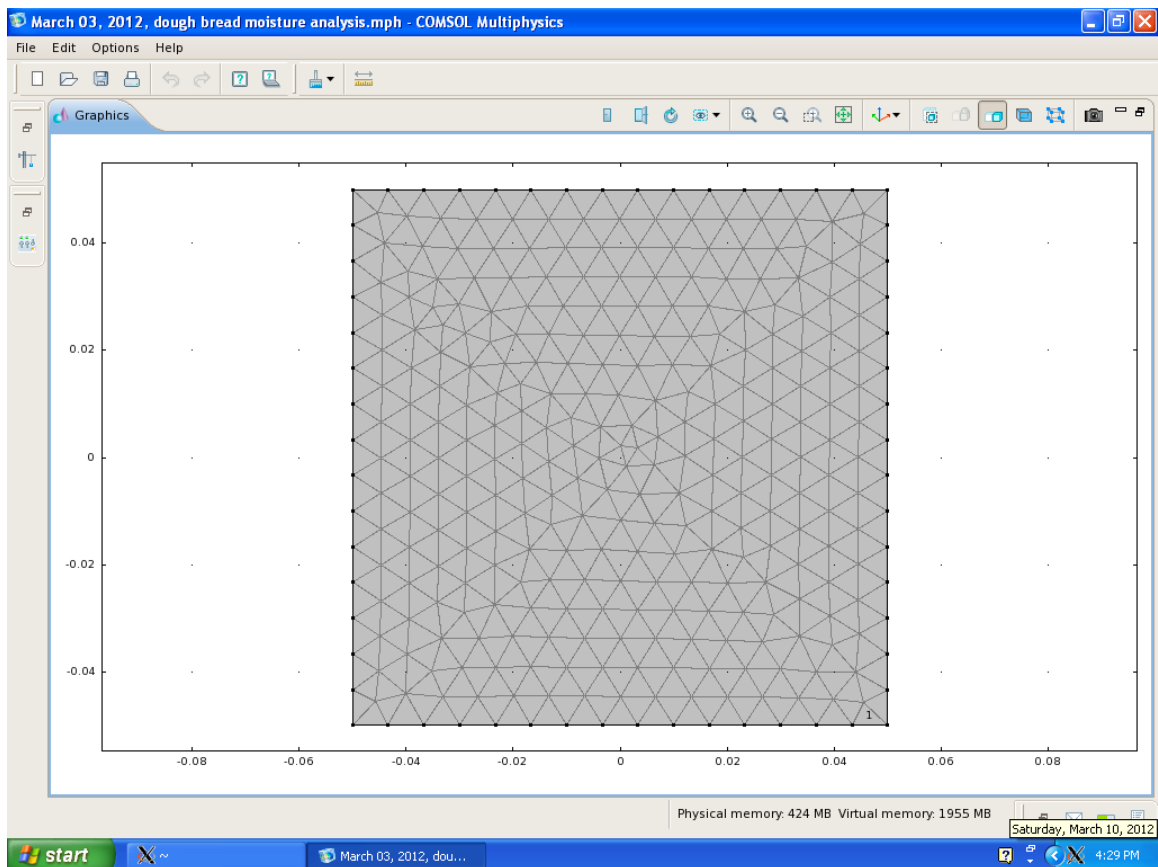 March 03, 2012, dough bread moisture analysis.mph - COMSOL Multiphysics
File Edit Options Help
Graphics
0.04
0.02
0
-0.02
-0.04
-0.08 -0.06 -0.04 -0.02 0 0.02 0.04 0.06 0.08
1
Physical memory: 424 MB Virtual memory: 1955 MB
Saturday, March 10, 2012
start
~
March 03, 2012, dou...
4:29 PM